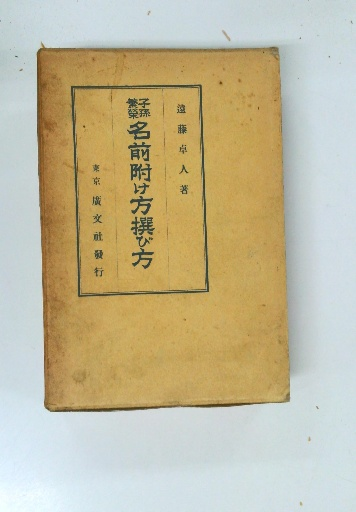 遠藤卓人著
子孫繁榮 名前附け方撰び方
東京 廣文社發行